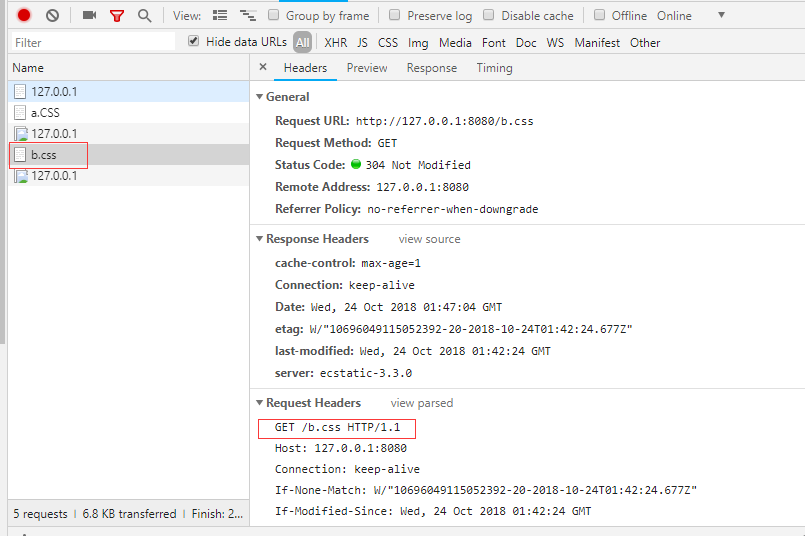 View: Group by frame Preserve log Disable cache Offline Online
Filter Hide data URLs All XHR JS CSS Img Media Font Doc WS Manifest Other
Name
127.0.0.1
a.CSS
127.0.0.1
b.css
127.0.0.1
5 requests | 6.8 KB transferred | Finish: 2...
× Headers Preview Response Timing
General
Request URL: http://127.0.0.1:8080/b.css
Request Method: GET
Status Code: 304 Not Modified
Remote Address: 127.0.0.1:8080
Referrer Policy: no-referrer-when-downgrade
Response Headers view source
cache-control: max-age=1
Connection: keep-alive
Date: Wed, 24 Oct 2018 01:47:04 GMT
etag: W/"10696049115052392-20-2018-10-24T01:42:24.677Z"
last-modified: Wed, 24 Oct 2018 01:42:24 GMT
server: ecstatic-3.3.0
Request Headers view parsed
GET /b.css HTTP/1.1
Host: 127.0.0.1:8080
Connection: keep-alive
If-None-Match: W/"10696049115052392-20-2018-10-24T01:42:24.677Z"
If-Modified-Since: Wed, 24 Oct 2018 01:42:24 GMT